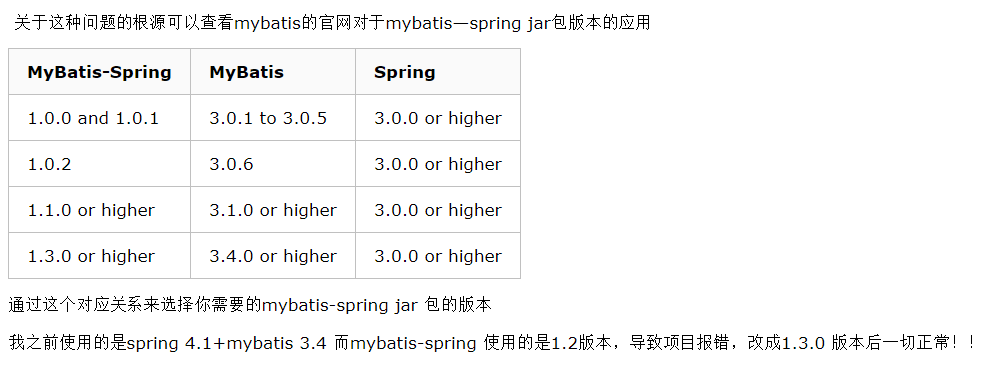 关于这种问题的根源可以查看mybatis的官网对于mybatis—spring jar包版本的应用
MyBatis-Spring MyBatis Spring
1.0.0 and 1.0.1 3.0.1 to 3.0.5 3.0.0 or higher
1.0.2 3.0.6 3.0.0 or higher
1.1.0 or higher 3.1.0 or higher 3.0.0 or higher
1.3.0 or higher 3.4.0 or higher 3.0.0 or higher
通过这个对应关系来选择你需要的mybatis-spring jar 包的版本
我之前使用的是spring 4.1+mybatis 3.4 而mybatis-spring 使用的是1.2版本，导致项目报错，改成1.3.0 版本后一切正常！！